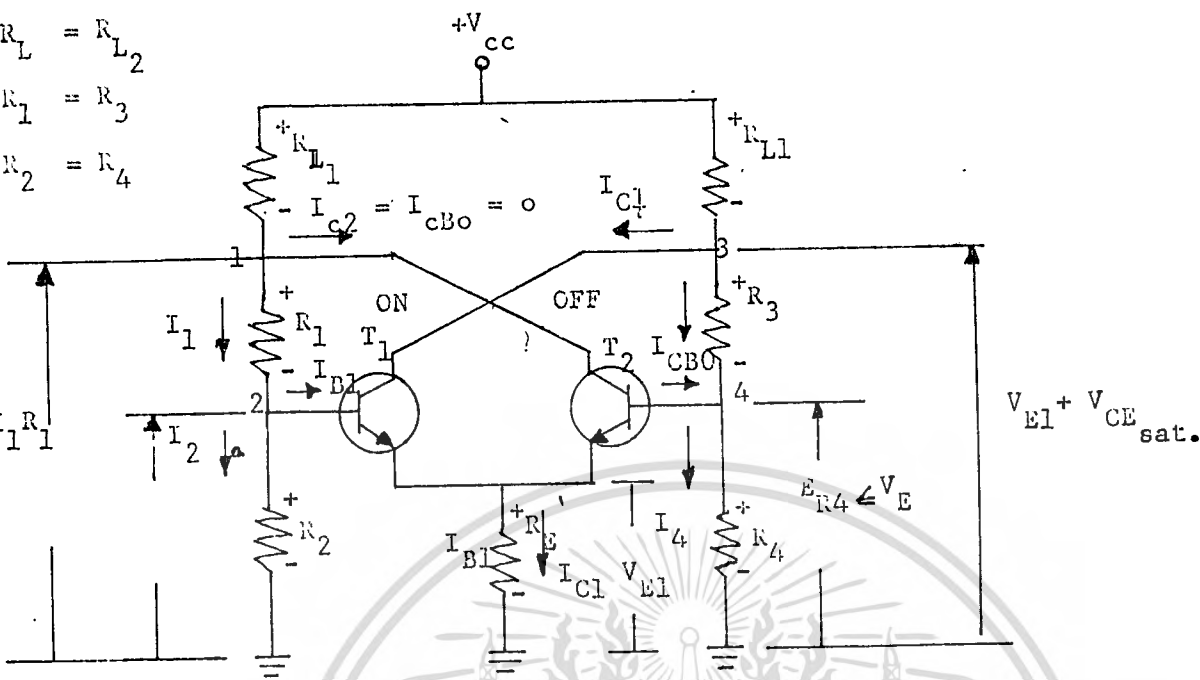 R_L = R_L2
R_1 = R_3
R_2 = R_4
+V_cc
+ R_L1 -
+ R_L1 -
I_c2 = I_cBo = o
I_C1
1
3
ON
OFF
I_1
+ R_1 -
T_1
T_2
+ R_3 -
I_B1
I_CBO
2
4
I_1R_1
I_2
V_E1 + V_CE sat.
E_R4 ≤ V_E
+ R_2 -
+ R_E -
I_B1
I_C1
V_E1
I_4
+ R_4 -